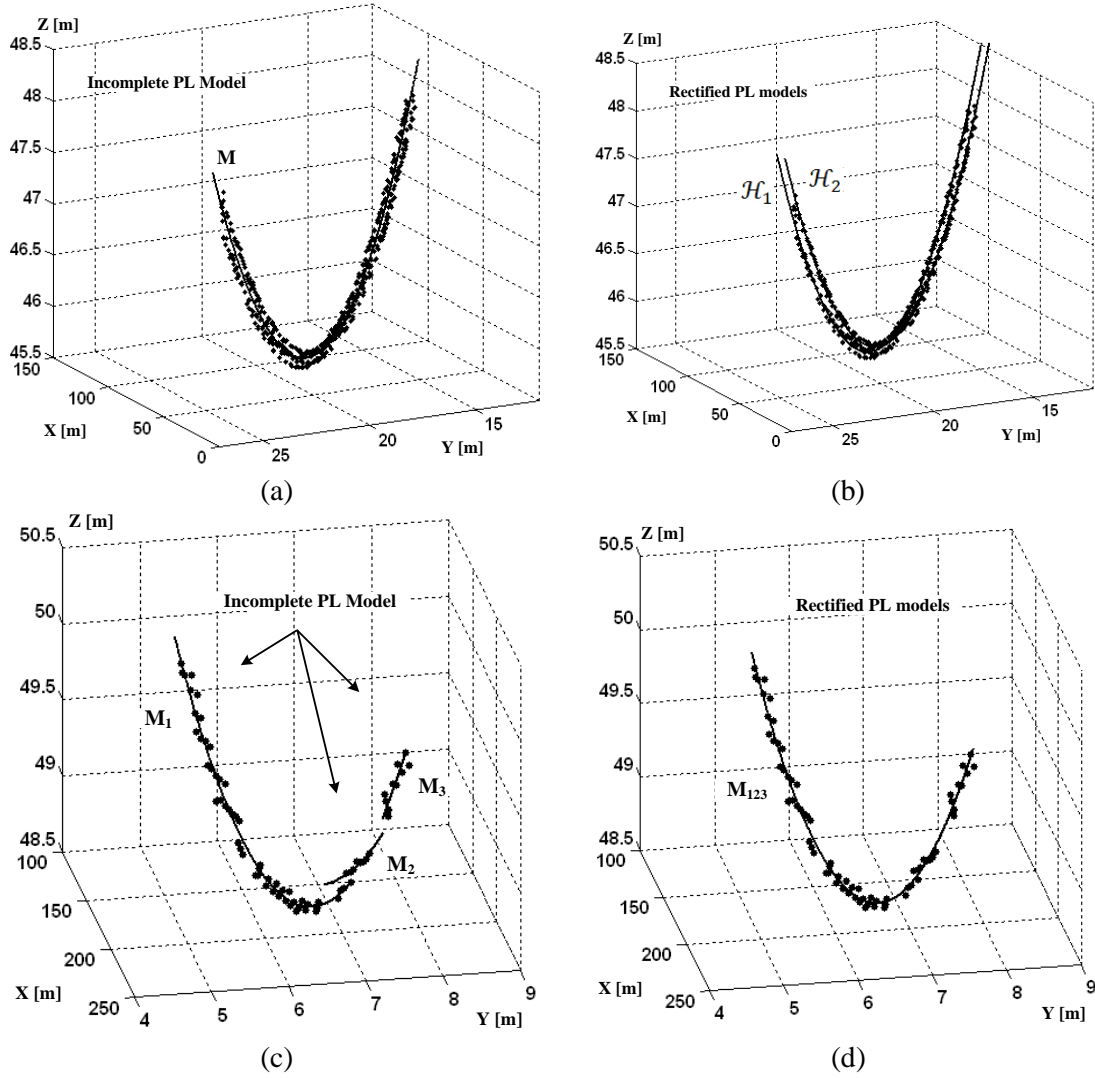 Z [m]
48.5
48
47.5
47
46.5
46
45.5
150
100
50
0
X [m]
25
20
15
Y [m]
Incomplete PL Model
M
(a)
Z [m]
48.5
48
47.5
47
46.5
46
45.5
150
100
50
0
X [m]
25
20
15
Y [m]
Rectified PL models
ℋ₁
ℋ₂
(b)
Z [m]
50.5
50
49.5
49
48.5
100
150
200
250
X [m]
4
5
6
7
8
9
Y [m]
Incomplete PL Model
M₁
M₂
M₃
(c)
Z [m]
50.5
50
49.5
49
48.5
100
150
200
250
X [m]
4
5
6
7
8
9
Y [m]
Rectified PL models
M₁₂₃
(d)